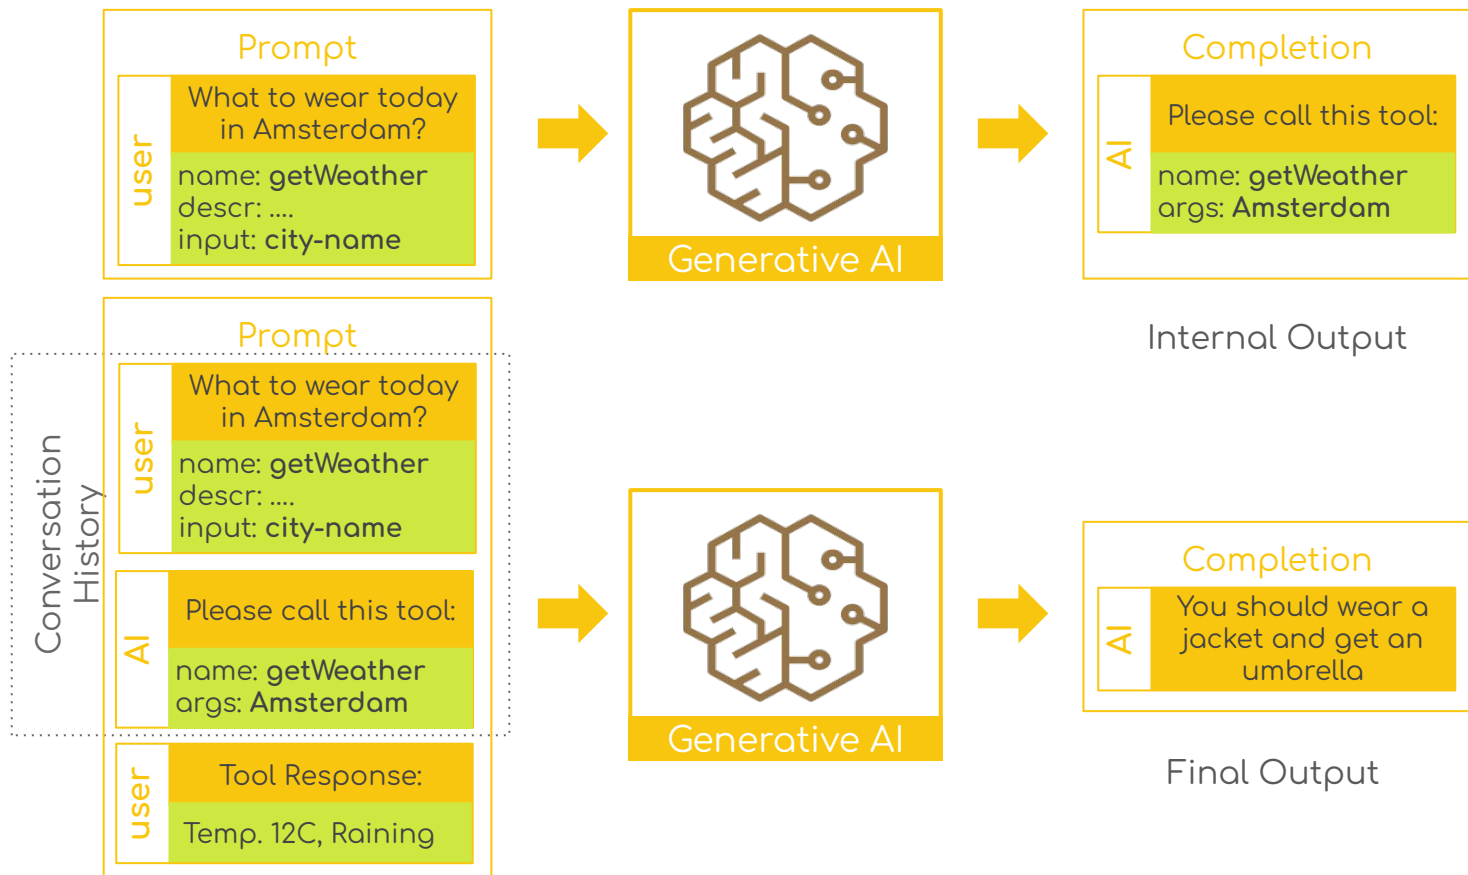 Prompt
user
What to wear today
in Amsterdam?
name: getWeather
descr: ....
input: city-name
Generative AI
Completion
AI
Please call this tool:
name: getWeather
args: Amsterdam
Internal Output
Conversation
History
Prompt
user
What to wear today
in Amsterdam?
name: getWeather
descr: ....
input: city-name
AI
Please call this tool:
name: getWeather
args: Amsterdam
user
Tool Response:
Temp. 12C, Raining
Generative AI
Completion
AI
You should wear a
jacket and get an
umbrella
Final Output